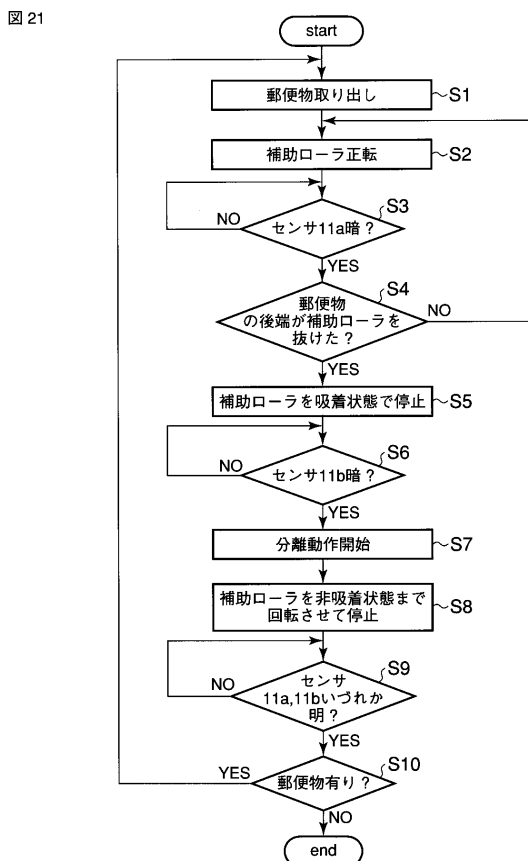 図 21
start
郵便物取り出し
S1
補助ローラ正転
S2
センサ11a暗？
S3
NO
YES
郵便物
の後端が補助ローラを
抜けた？
S4
NO
YES
補助ローラを吸着状態で停止
S5
センサ11b暗？
S6
NO
YES
分離動作開始
S7
補助ローラを非吸着状態まで
回転させて停止
S8
センサ
11a,11bいづれか
明？
S9
NO
YES
郵便物有り？
S10
YES
NO
end